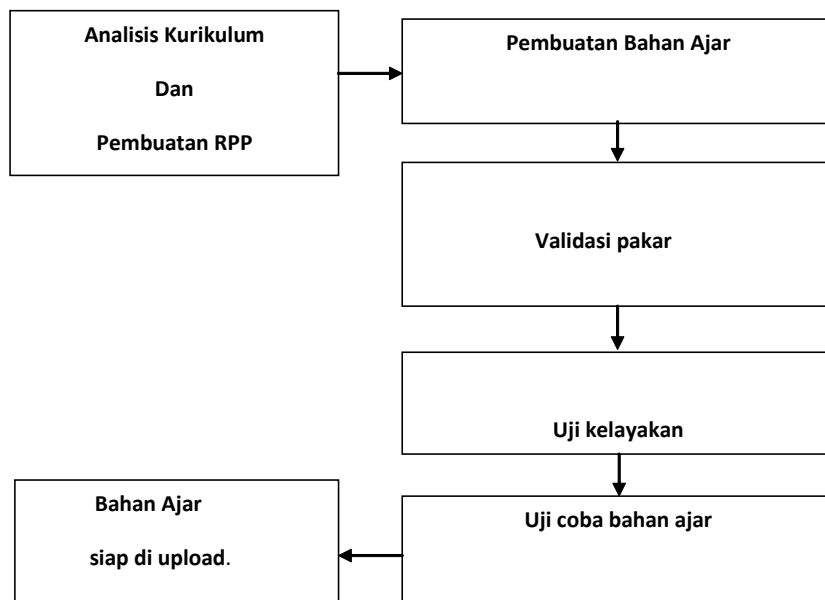 Analisis Kurikulum
Dan
Pembuatan RPP
Pembuatan Bahan Ajar
Validasi pakar
Uji kelayakan
Uji coba bahan ajar
Bahan Ajar
siap di upload.